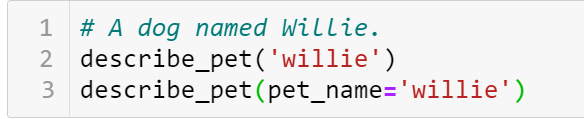 1 # A dog named Willie.
2 describe_pet('willie')
3 describe_pet(pet_name='willie')